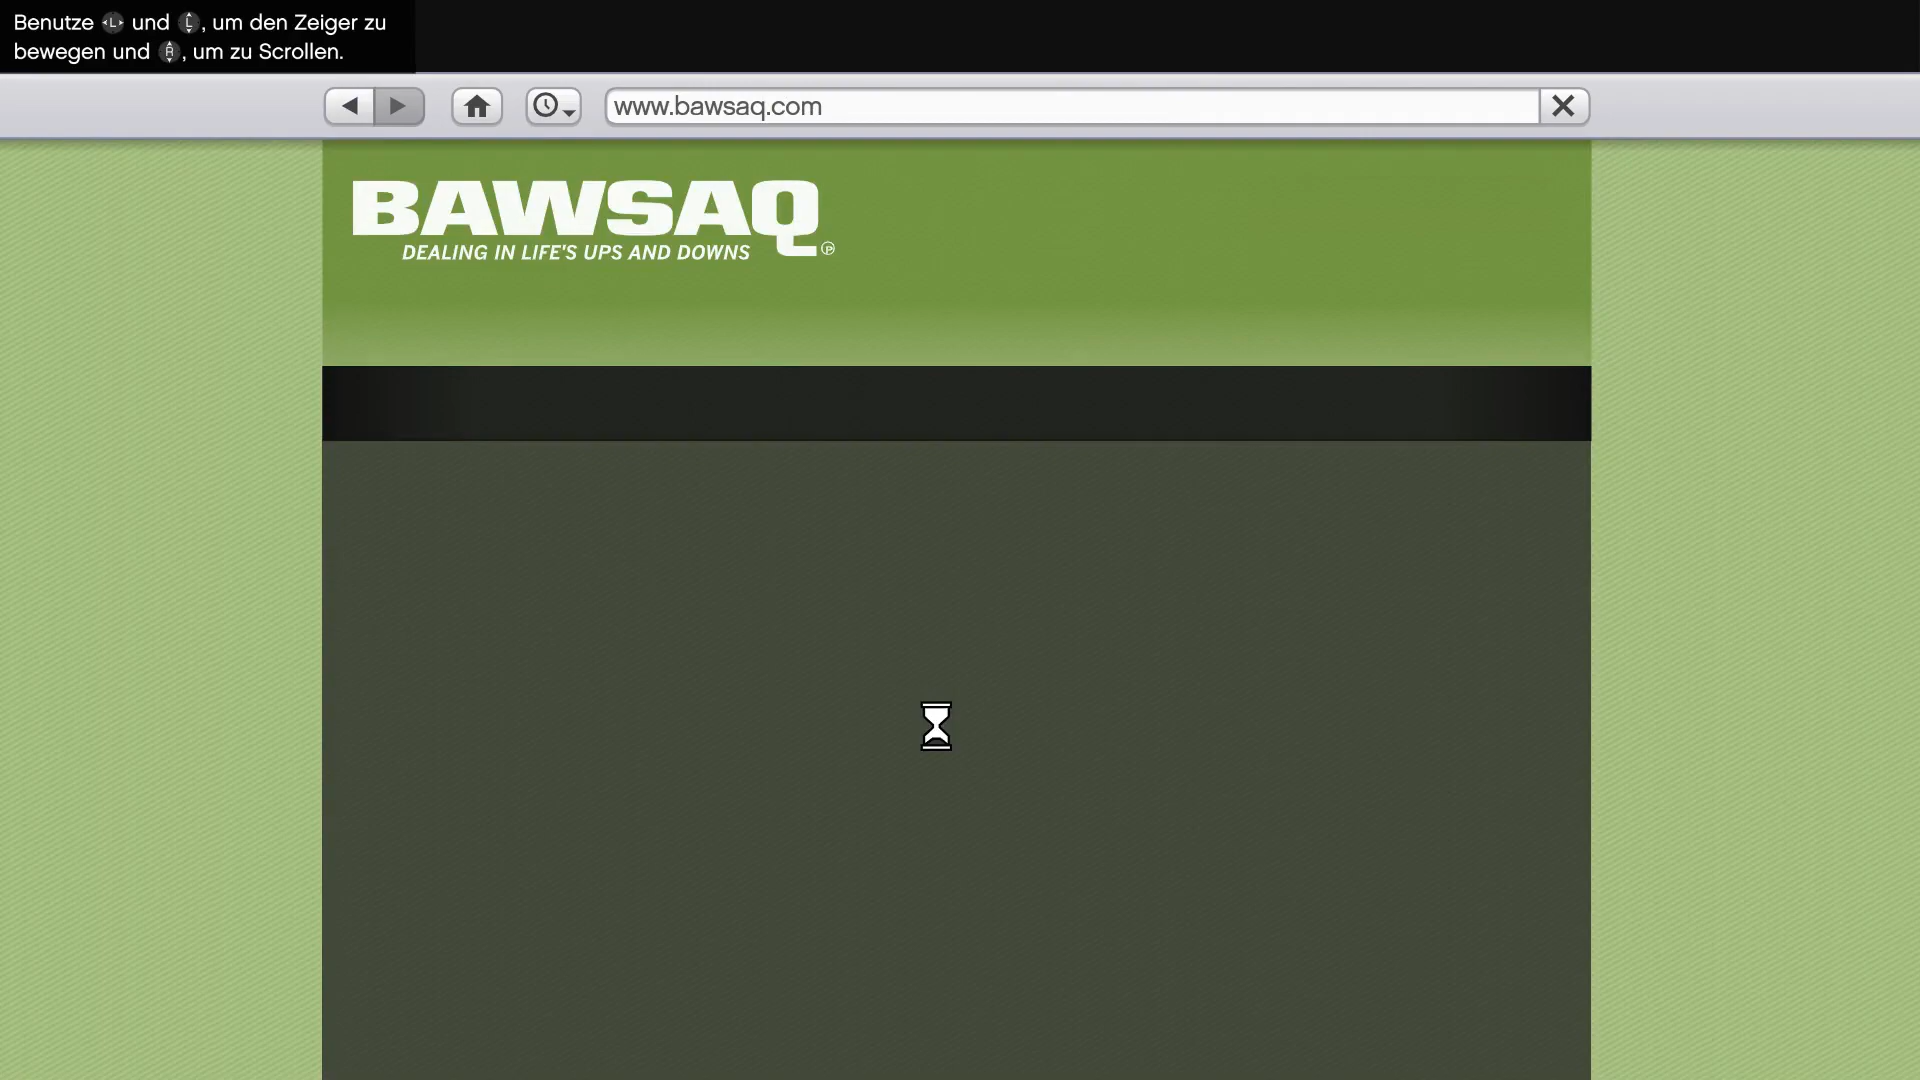 Benutze L und L, um den Zeiger zu
bewegen und R, um zu Scrollen.
www.bawsaq.com
BAWSAQ
DEALING IN LIFE'S UPS AND DOWNS ℗